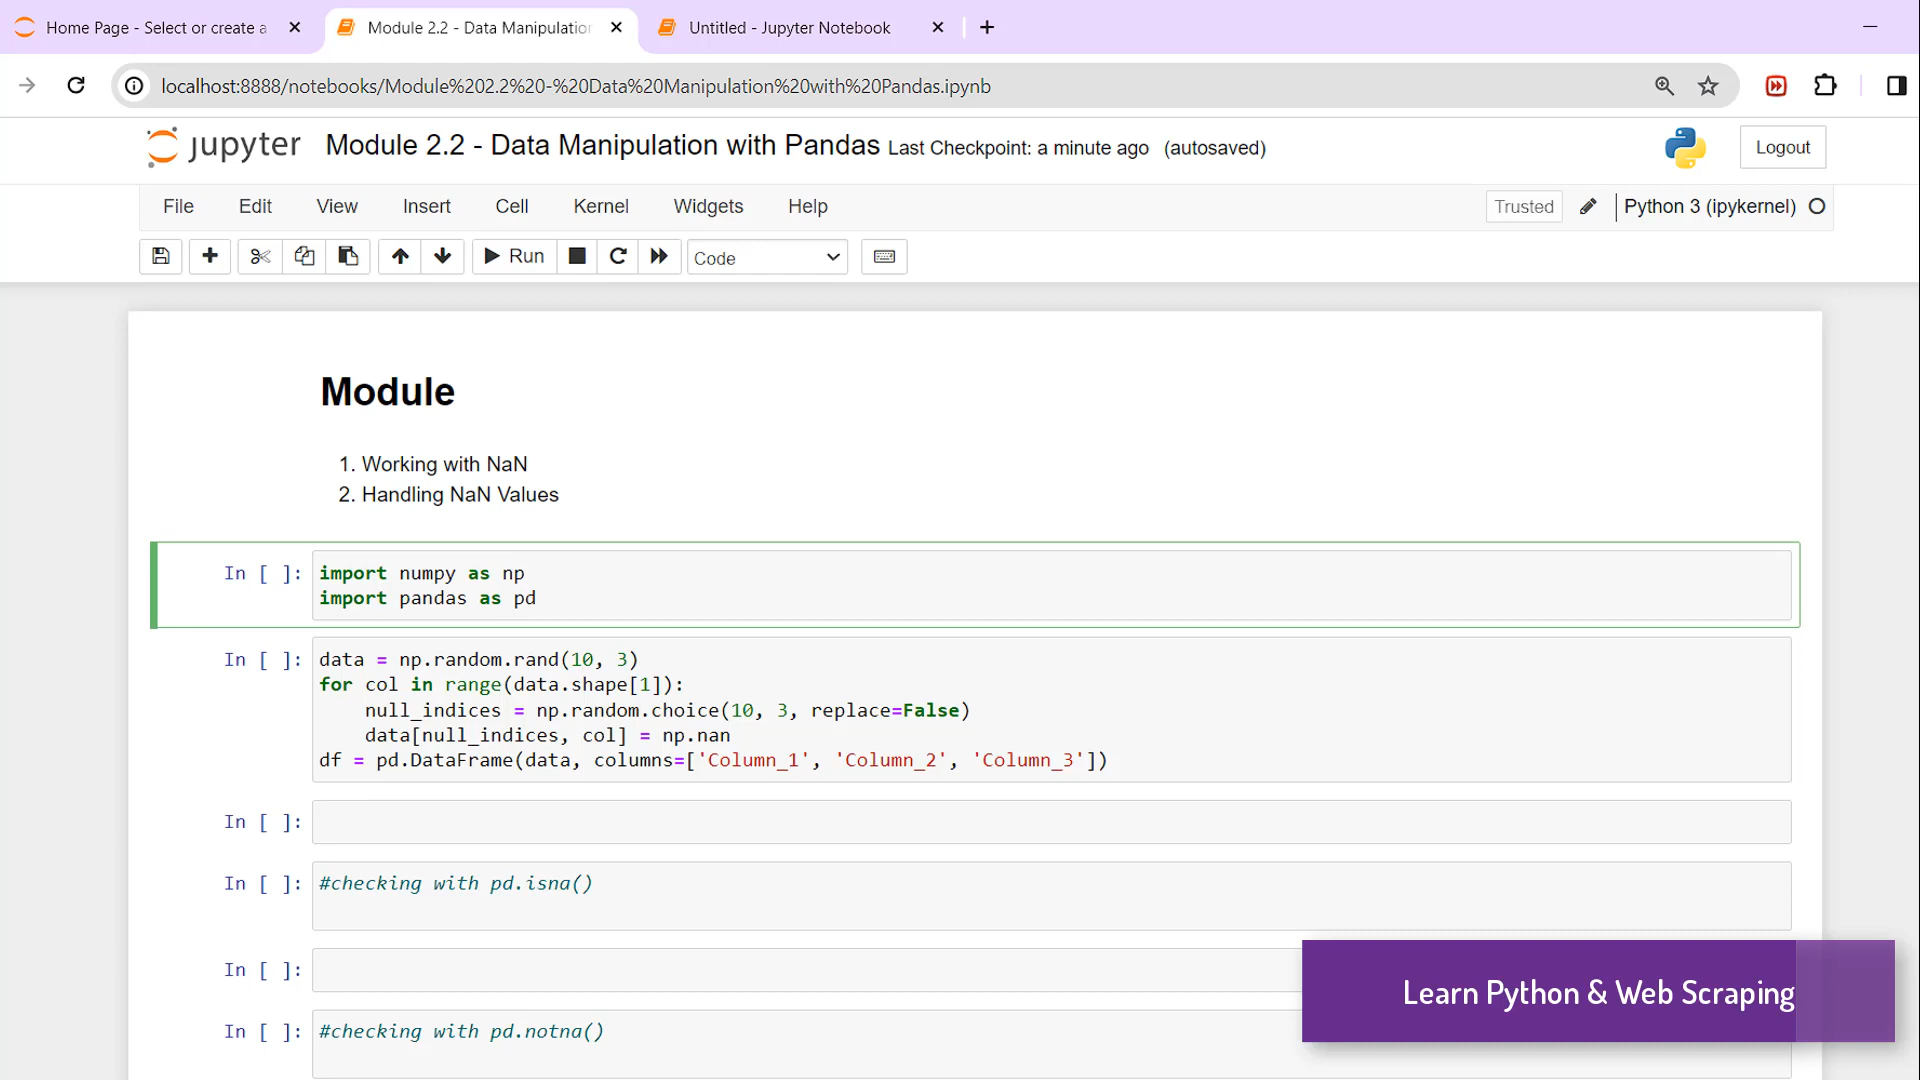 Home Page - Select or create a
Module 2.2 - Data Manipulation
Untitled - Jupyter Notebook
localhost:8888/notebooks/Module%202.2%20-%20Data%20Manipulation%20with%20Pandas.ipynb
jupyter Module 2.2 - Data Manipulation with Pandas Last Checkpoint: a minute ago (autosaved)
Logout
File Edit View Insert Cell Kernel Widgets Help
Trusted Python 3 (ipykernel)
Run Code
Module
1. Working with NaN
2. Handling NaN Values
In [ ]: import numpy as np
import pandas as pd
In [ ]: data = np.random.rand(10, 3)
for col in range(data.shape[1]):
    null_indices = np.random.choice(10, 3, replace=False)
    data[null_indices, col] = np.nan
df = pd.DataFrame(data, columns=['Column_1', 'Column_2', 'Column_3'])
In [ ]:
In [ ]: #checking with pd.isna()
In [ ]:
In [ ]: #checking with pd.notna()
Learn Python & Web Scraping